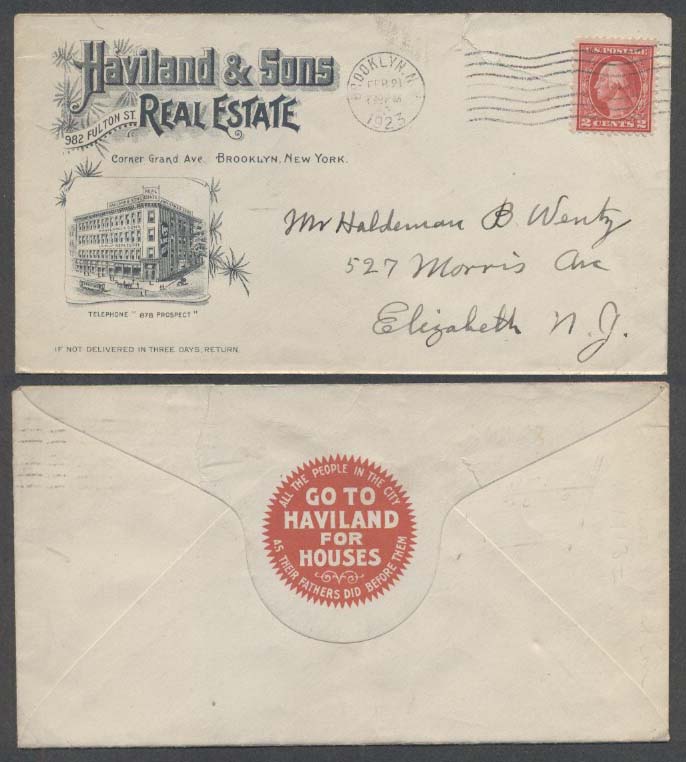 Haviland & Sons
REAL ESTATE
982 FULTON ST.
Corner Grand Ave. BROOKLYN, NEW YORK.
TELEPHONE "878 PROSPECT"
IF NOT DELIVERED IN THREE DAYS, RETURN.
BROOKLYN, N.
FEB 21
1923
U.S. POSTAGE
2 CENTS 2
Mr Haldeman B. Wentz
527 Morris Ave
Elizabeth N.J.
ALL THE PEOPLE IN THE CITY
GO TO
HAVILAND
FOR
HOUSES
AS THEIR FATHERS DID BEFORE THEM